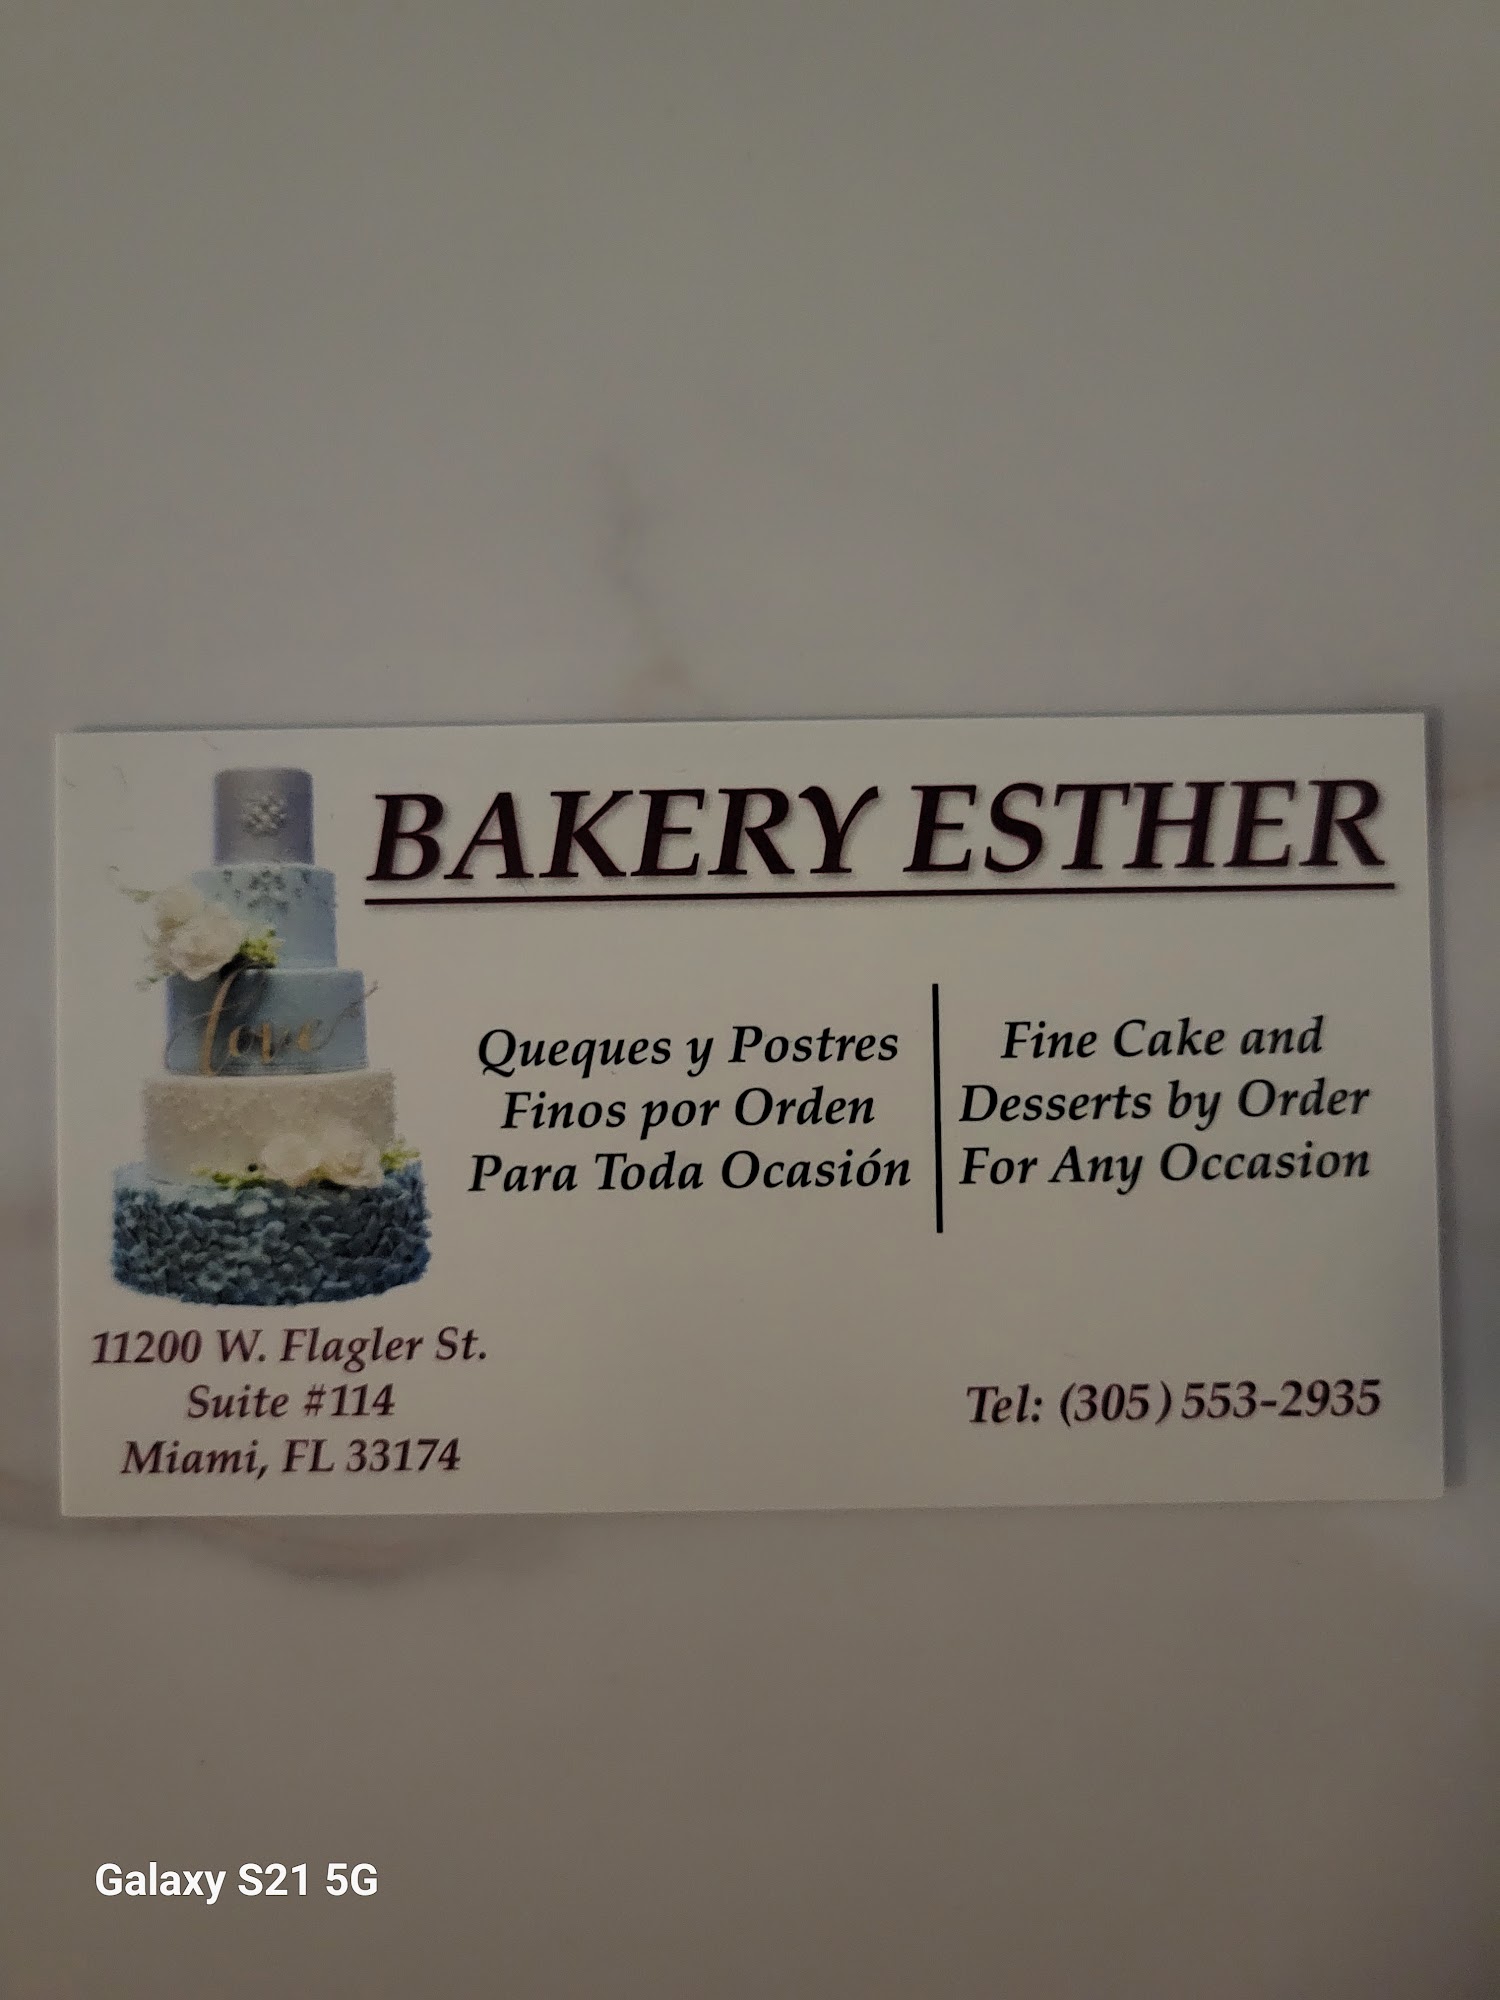 BAKERY ESTHER
love
Queques y Postres
Finos por Orden
Para Toda Ocasión
Fine Cake and
Desserts by Order
For Any Occasion
11200 W. Flagler St.
Suite #114
Miami, FL 33174
Tel: (305) 553-2935
Galaxy S21 5G